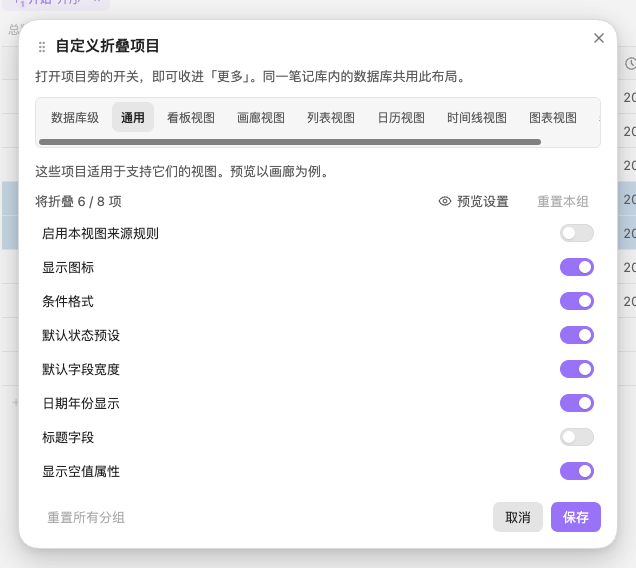 自定义折叠项目
打开项目旁的开关，即可收进「更多」。同一笔记库内的数据库共用此布局。
数据库级 通用 看板视图 画廊视图 列表视图 日历视图 时间线视图 图表视图
这些项目适用于支持它们的视图。预览以画廊为例。
将折叠 6 / 8 项 预览设置 重置本组
启用本视图来源规则
显示图标
20
条件格式
默认状态预设
默认字段宽度
日期年份显示
标题字段
显示空值属性
重置所有分组 取消 保存